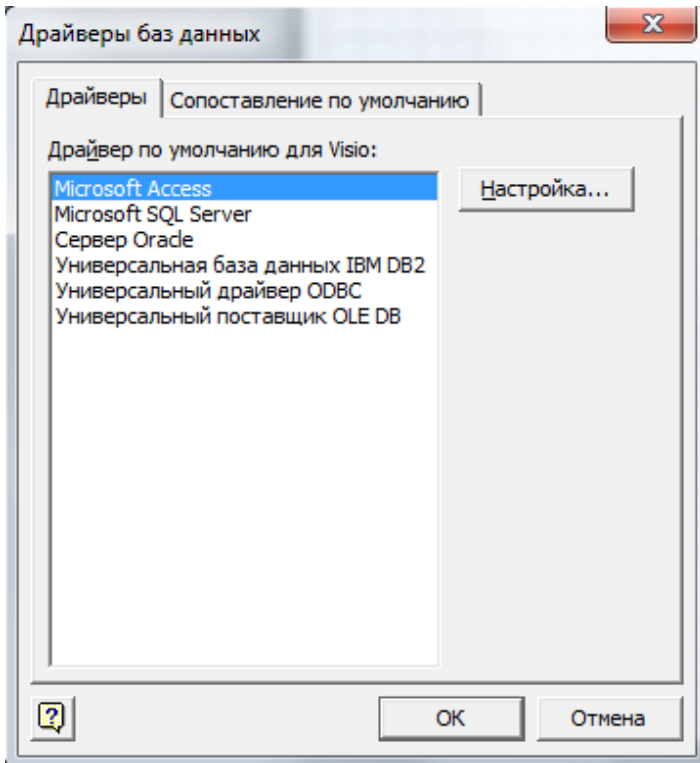 Драйверы баз данных
Драйверы
Сопоставление по умолчанию
Драйвер по умолчанию для Visio:
Microsoft Access
Настройка...
Microsoft SQL Server
Сервер Oracle
Универсальная база данных IBM DB2
Универсальный драйвер ODBC
Универсальный поставщик OLE DB
?
OK
Отмена